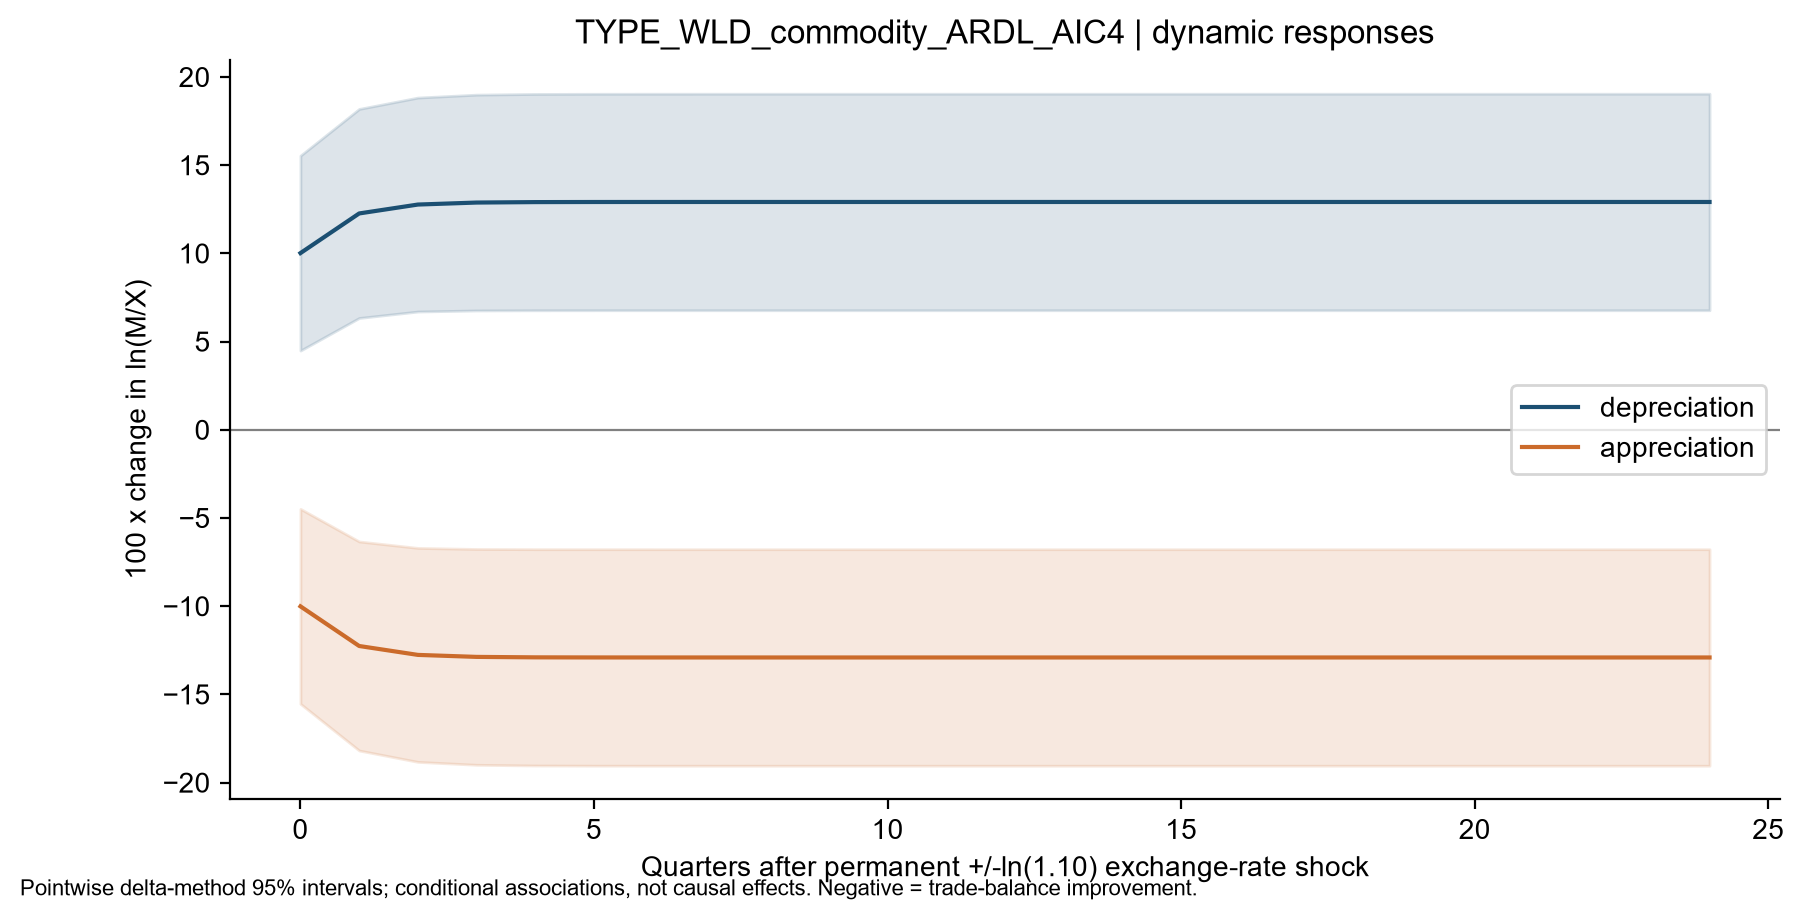 TYPE_WLD_commodity_ARDL_AIC4 | dynamic responses
20
15
10
5
0
−5
−10
−15
−20
100 x change in ln(M/X)
depreciation
appreciation
0 5 10 15 20 25
Quarters after permanent +/-ln(1.10) exchange-rate shock
Pointwise delta-method 95% intervals; conditional associations, not causal effects. Negative = trade-balance improvement.